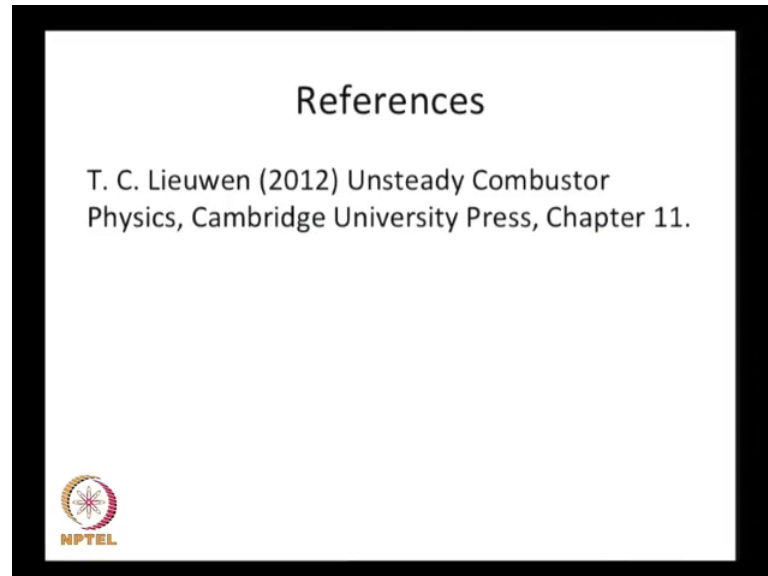 References
T. C. Lieuwen (2012) Unsteady Combustor
Physics, Cambridge University Press, Chapter 11.
NPTEL